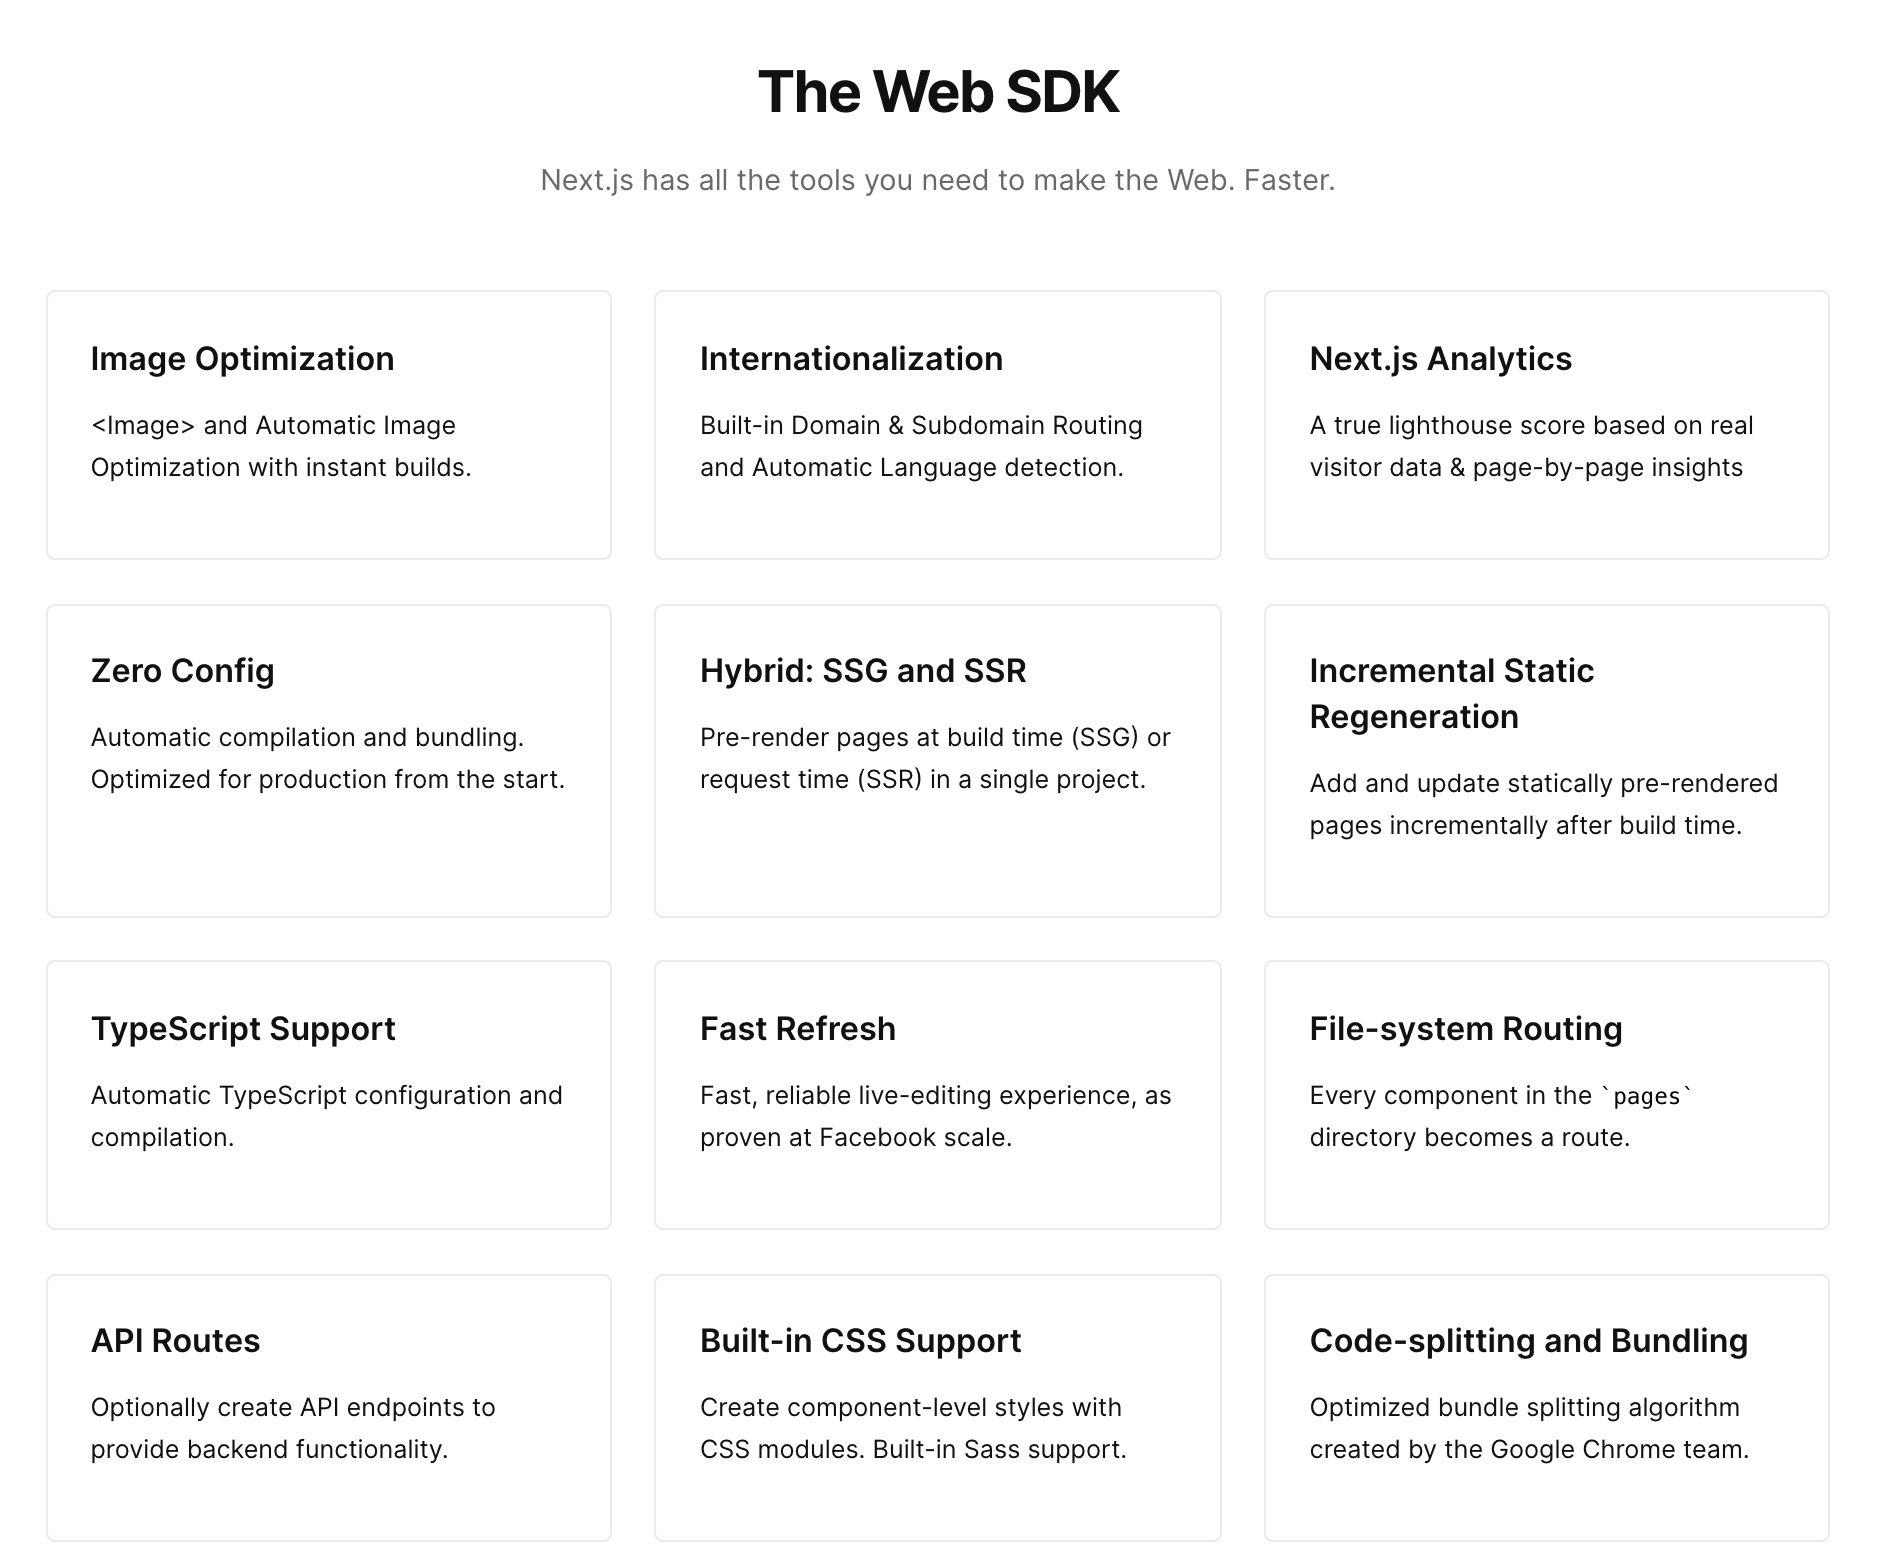 The Web SDK
Next.js has all the tools you need to make the Web. Faster.
Image Optimization
<Image> and Automatic Image
Optimization with instant builds.
Internationalization
Built-in Domain & Subdomain Routing
and Automatic Language detection.
Next.js Analytics
A true lighthouse score based on real
visitor data & page-by-page insights
Zero Config
Automatic compilation and bundling.
Optimized for production from the start.
Hybrid: SSG and SSR
Pre-render pages at build time (SSG) or
request time (SSR) in a single project.
Incremental Static
Regeneration
Add and update statically pre-rendered
pages incrementally after build time.
TypeScript Support
Automatic TypeScript configuration and
compilation.
Fast Refresh
Fast, reliable live-editing experience, as
proven at Facebook scale.
File-system Routing
Every component in the `pages`
directory becomes a route.
API Routes
Optionally create API endpoints to
provide backend functionality.
Built-in CSS Support
Create component-level styles with
CSS modules. Built-in Sass support.
Code-splitting and Bundling
Optimized bundle splitting algorithm
created by the Google Chrome team.